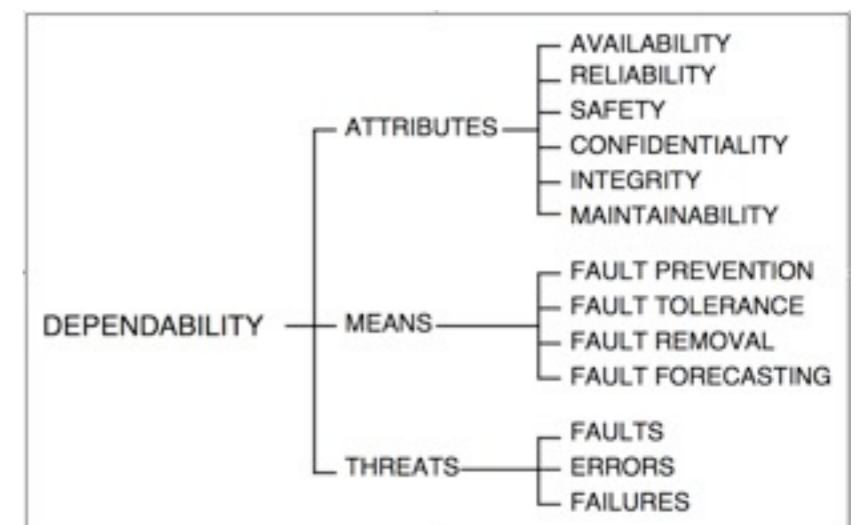 DEPENDABILITY
ATTRIBUTES
AVAILABILITY
RELIABILITY
SAFETY
CONFIDENTIALITY
INTEGRITY
MAINTAINABILITY
MEANS
FAULT PREVENTION
FAULT TOLERANCE
FAULT REMOVAL
FAULT FORECASTING
THREATS
FAULTS
ERRORS
FAILURES